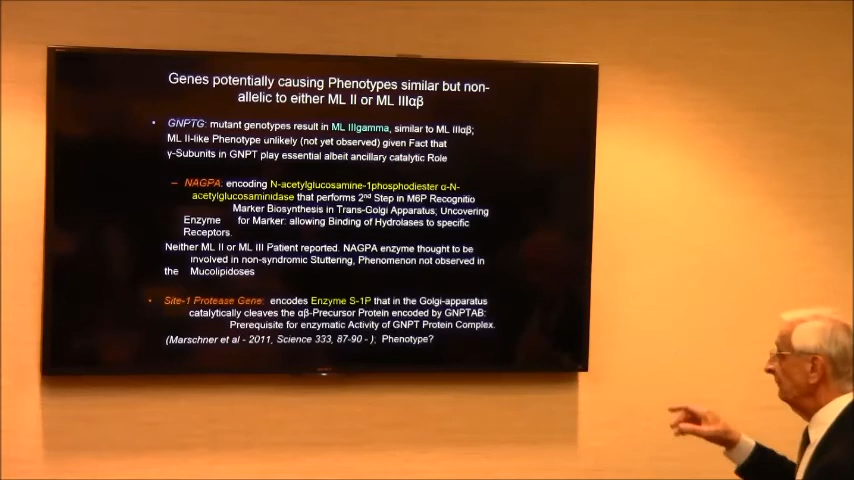 Genes potentially causing Phenotypes similar but non-
allelic to either ML II or ML IIIαβ
• GNPTG: mutant genotypes result in ML IIIgamma, similar to ML IIIαβ;
ML II-like Phenotype unlikely (not yet observed) given Fact that
γ-Subunits in GNPT play essential albeit ancillary catalytic Role
– NAGPA: encoding N-acetylglucosamine-1phosphodiester α-N-
acetylglucosaminidase that performs 2nd Step in M6P Recognitio
Marker Biosynthesis in Trans-Golgi Apparatus; Uncovering
Enzyme for Marker: allowing Binding of Hydrolases to specific
Receptors.
Neither ML II or ML III Patient reported. NAGPA enzyme thought to be
involved in non-syndromic Stuttering, Phenomenon not observed in
the Mucolipidoses
• Site-1 Protease Gene: encodes Enzyme S-1P that in the Golgi-apparatus
catalytically cleaves the αβ-Precursor Protein encoded by GNPTAB:
Prerequisite for enzymatic Activity of GNPT Protein Complex.
(Marschner et al - 2011, Science 333, 87-90 - ); Phenotype?